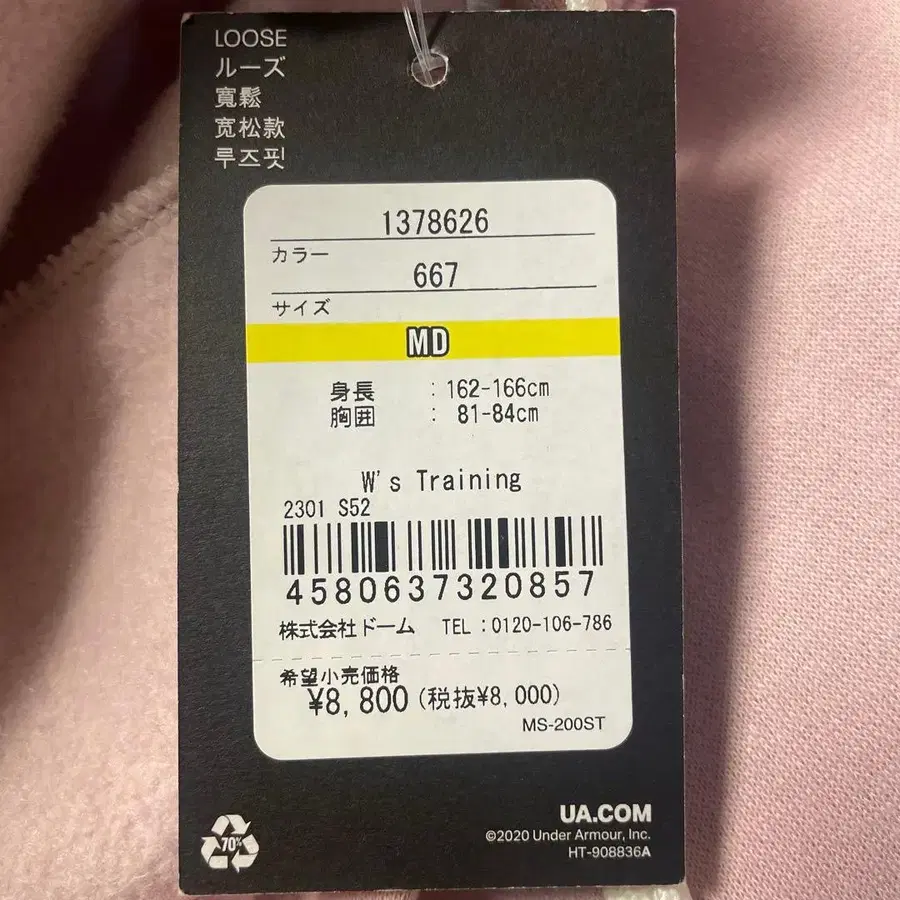 LOOSE
ルーズ
寬鬆
宽松款
루즈핏
1378626
カラー
667
サイズ
MD
身長 : 162-166cm
胸囲 : 81-84cm
W's Training
2301 S52
4580637320857
株式会社ドーム TEL:0120-106-786
希望小売価格
¥8,800(税抜¥8,000)
MS-200ST
70%
UA.COM
©2020 Under Armour, Inc.
HT-908836A